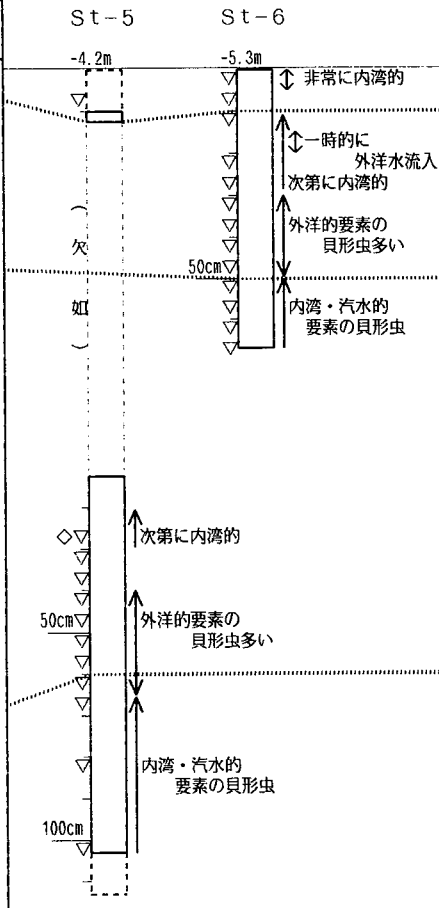 St-5
St-6
-4.2m
-5.3m
非常に内湾的
一時的に
外洋水流入
次第に内湾的
外洋的要素の
貝形虫多い
50cm
内湾・汽水的
要素の貝形虫
(欠如)
次第に内湾的
50cm
外洋的要素の
貝形虫多い
内湾・汽水的
要素の貝形虫
100cm